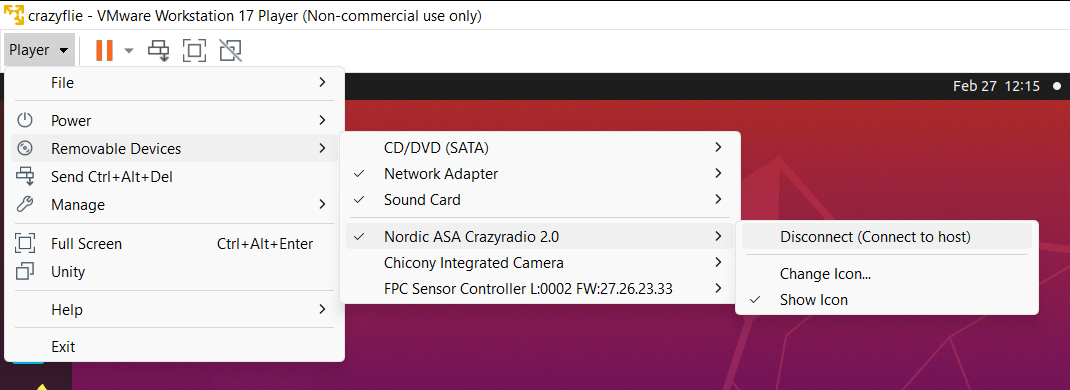 crazyflie - VMware Workstation 17 Player (Non-commercial use only)
Player
Feb 27 12:15
File
Power
Removable Devices
Send Ctrl+Alt+Del
Manage
Full Screen Ctrl+Alt+Enter
Unity
Help
Exit
CD/DVD (SATA)
Network Adapter
Sound Card
Nordic ASA Crazyradio 2.0
Chicony Integrated Camera
FPC Sensor Controller L:0002 FW:27.26.23.33
Disconnect (Connect to host)
Change Icon...
Show Icon